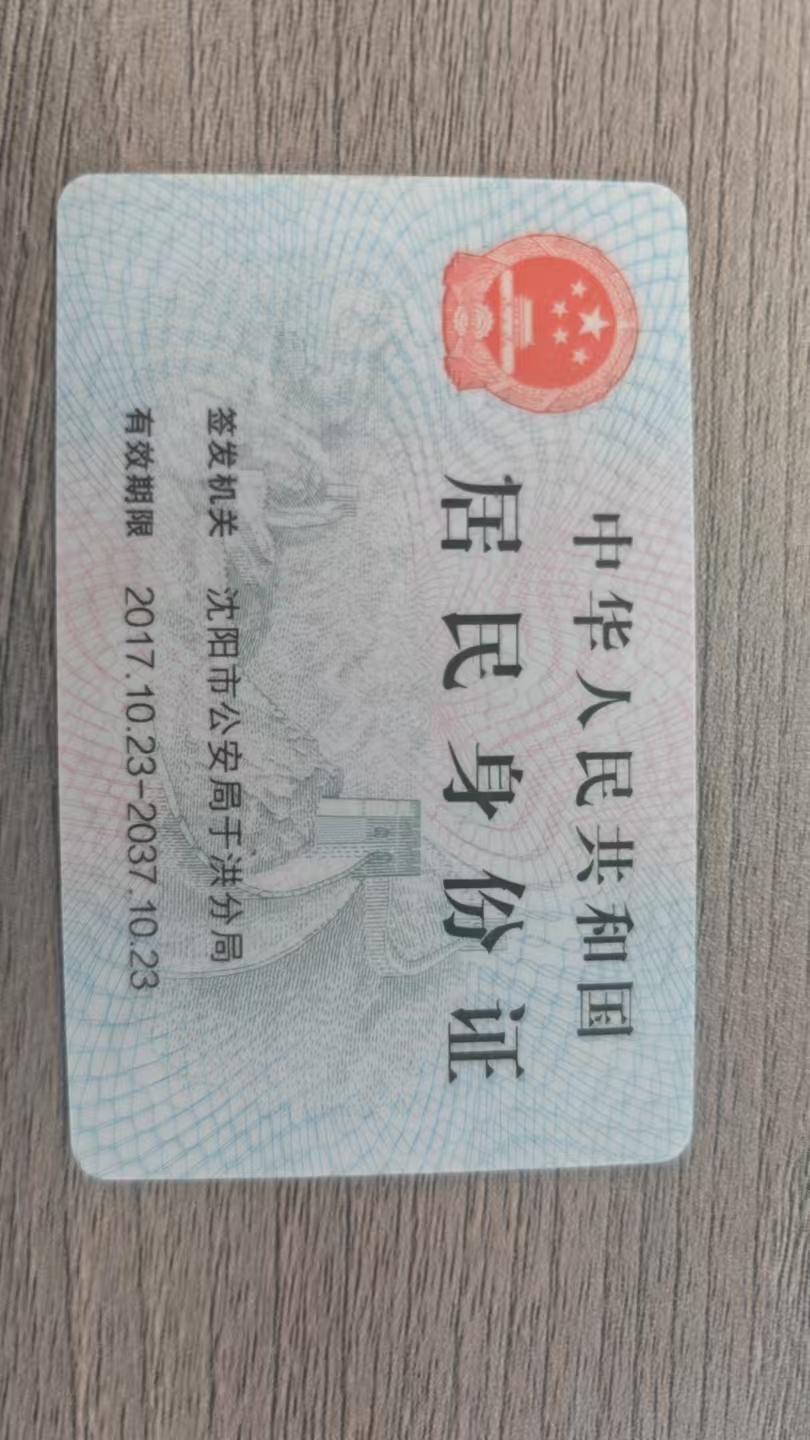 中华人民共和国
居民身份证
签发机关 沈阳市公安局于洪分局
有效期限 2017.10.23-2037.10.23